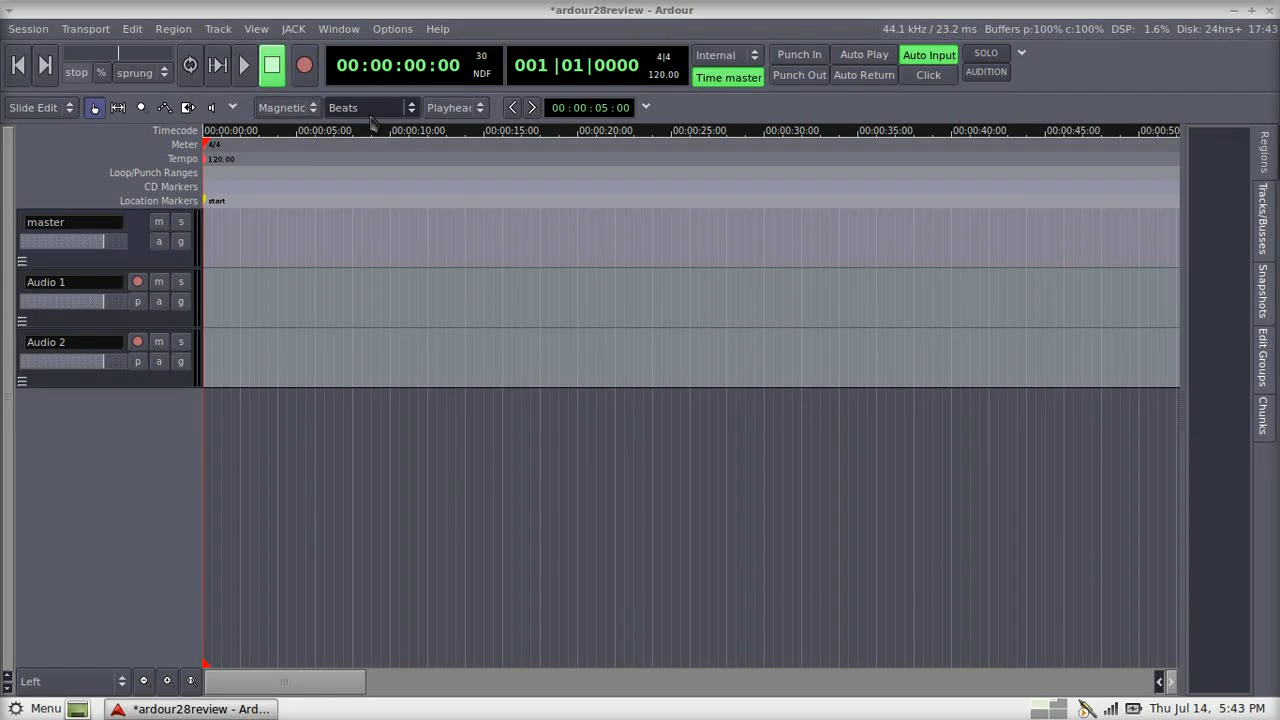 *ardour28review - Ardour
Session Transport Edit Region Track View Window JACK Options Help 44.1 kHz / 23.2 ms Buffers p:100% c:100% DSP: 1.6% Disk: 24hrs+ 17:43
stop % sprung 00:00:00:00 30 NDF 001|01|0000 4|4 120.00 Internal Time master Punch In Punch Out Auto Play Auto Return Auto Input Click SOLO AUDITION
Slide Edit Magnetic Beats Playhead 00:00:05:00
Timecode 00:00:00:00 00:00:05:00 00:00:10:00 00:00:15:00 00:00:20:00 00:00:25:00 00:00:30:00 00:00:35:00 00:00:40:00 00:00:45:00 00:00:50
Meter 4/4
Tempo 120.00
Loop/Punch Ranges
CD Markers
Location Markers start
master m s
a g
Audio 1 m s
p a g
Audio 2 m s
p a g
Regions
Tracks/Busses
Snapshots
Edit Groups
Chunks
Left
Menu *ardour28review - Ard... Thu Jul 14, 5:43 PM